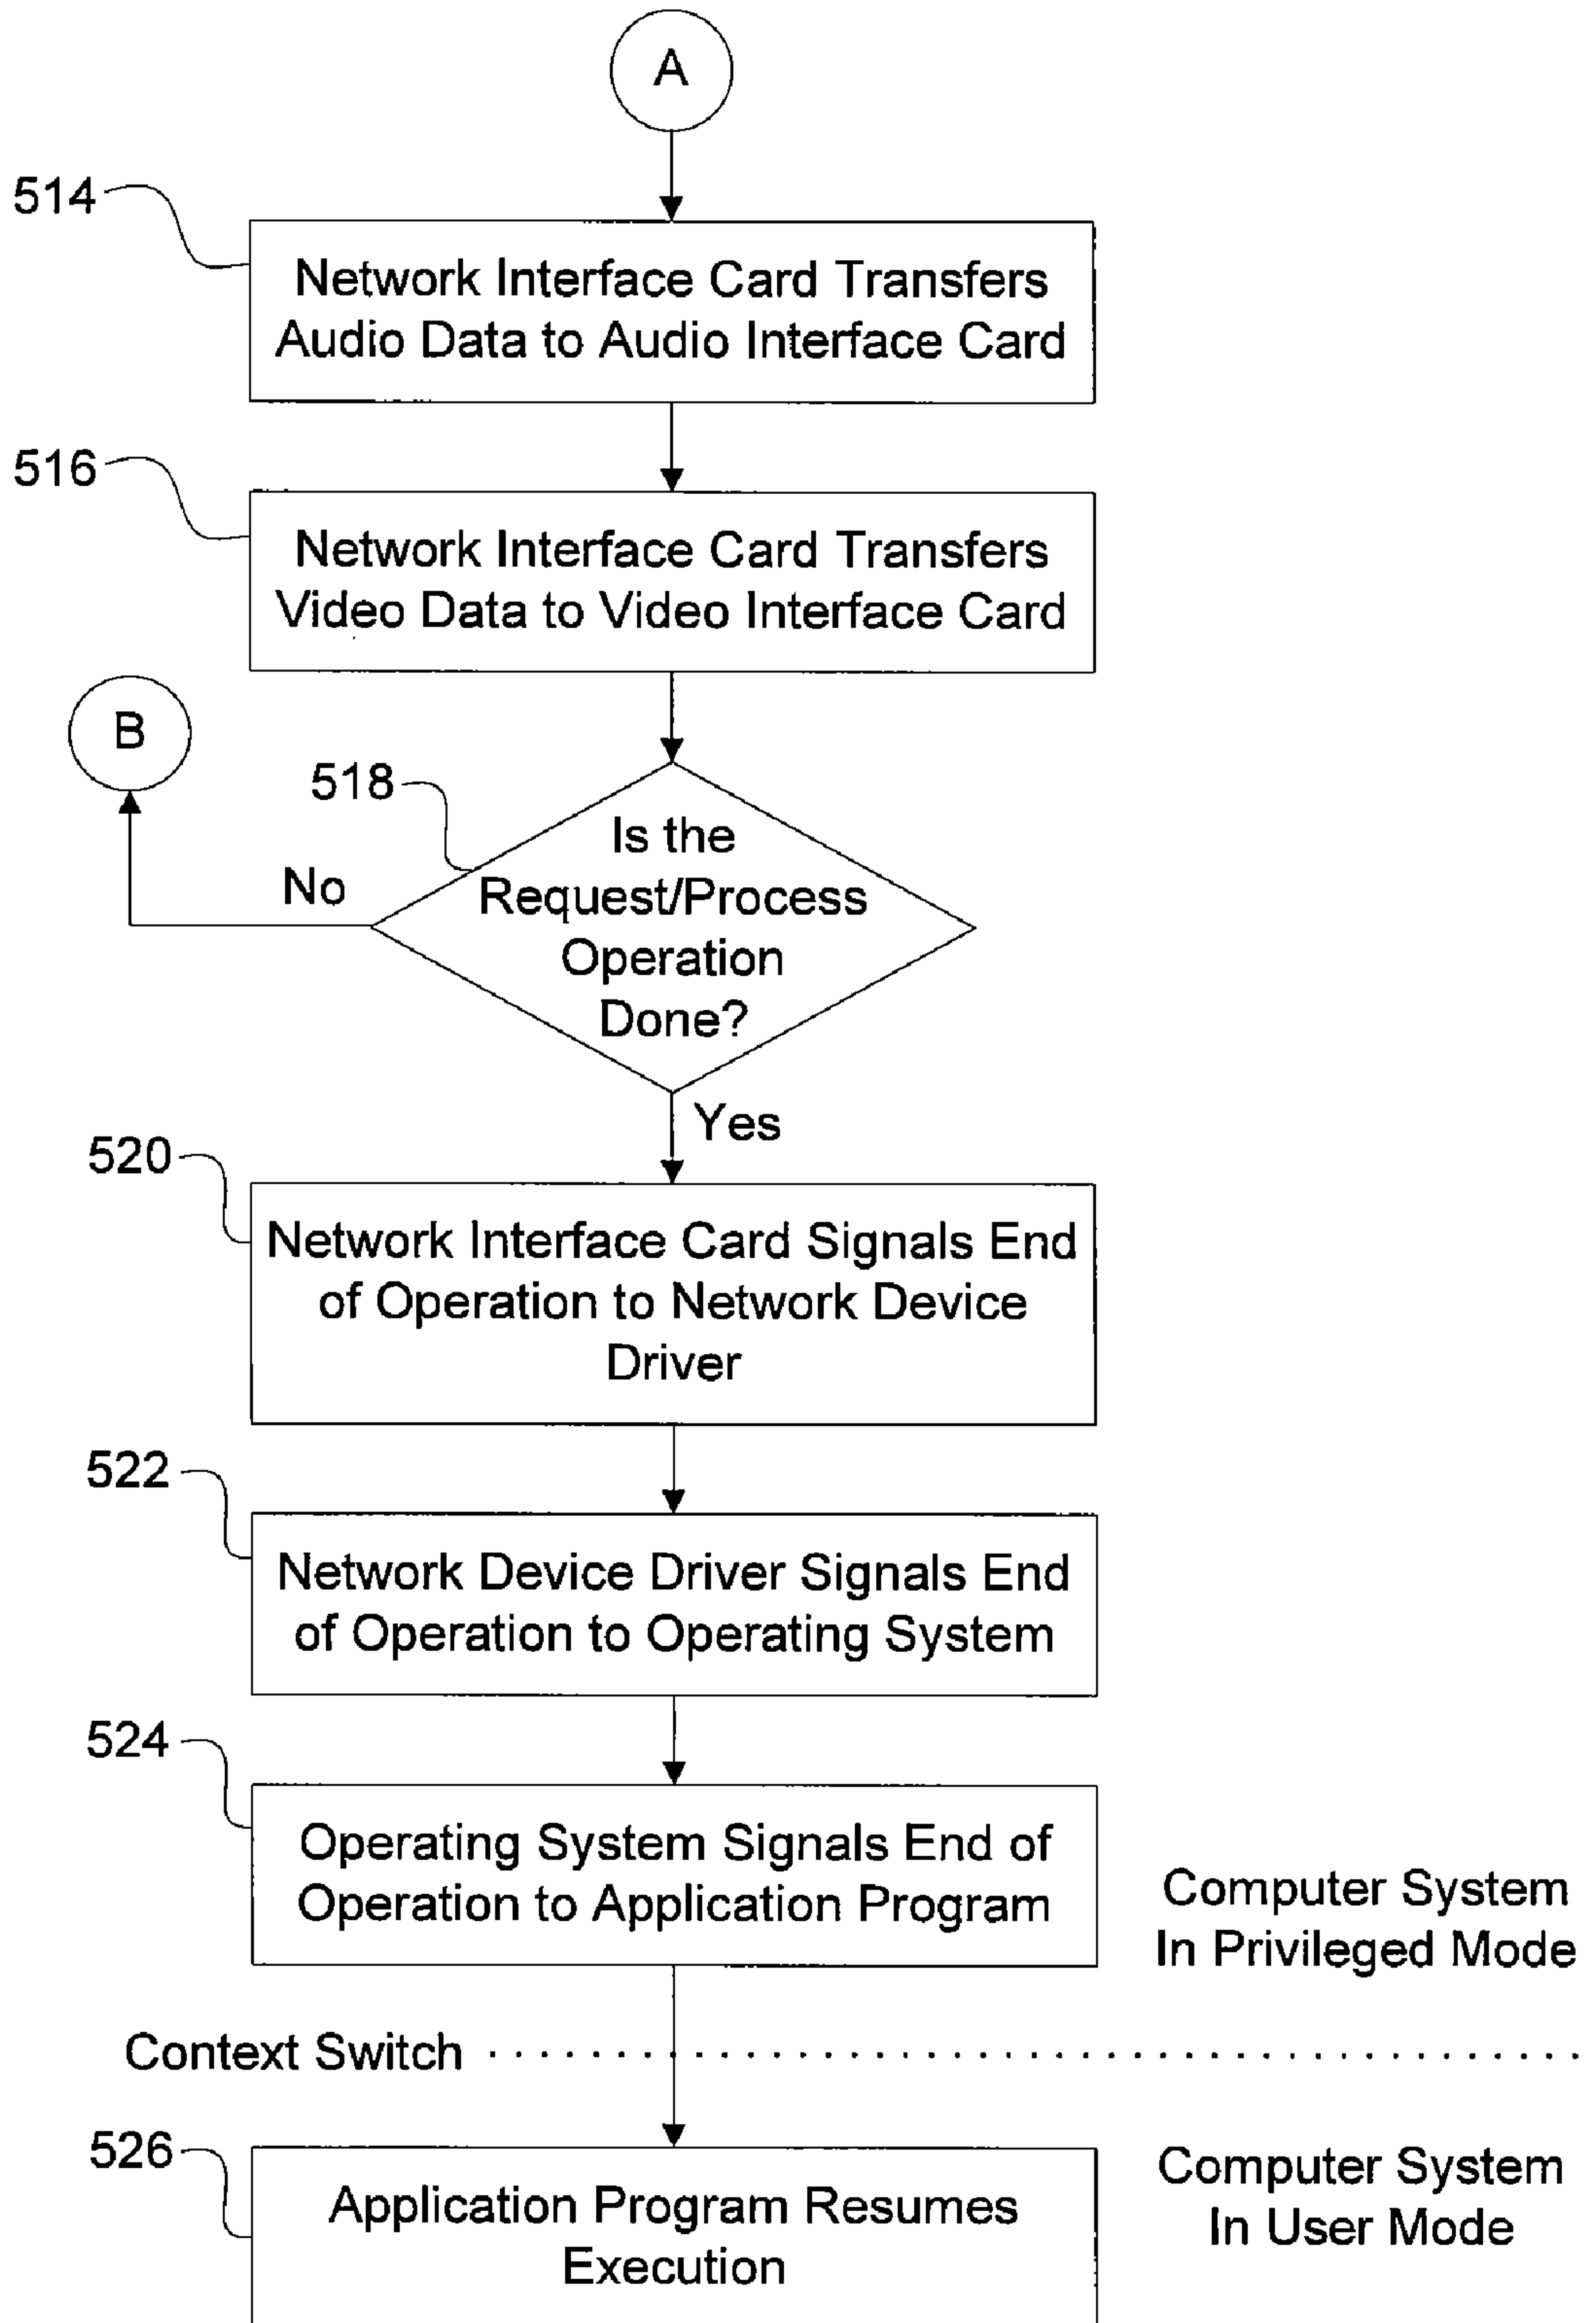 A
514
Network Interface Card Transfers
Audio Data to Audio Interface Card
516
Network Interface Card Transfers
Video Data to Video Interface Card
B
518
Is the
Request/Process
Operation
Done?
No
Yes
520
Network Interface Card Signals End
of Operation to Network Device
Driver
522
Network Device Driver Signals End
of Operation to Operating System
524
Operating System Signals End of
Operation to Application Program
Computer System
In Privileged Mode
Context Switch
526
Application Program Resumes
Execution
Computer System
In User Mode